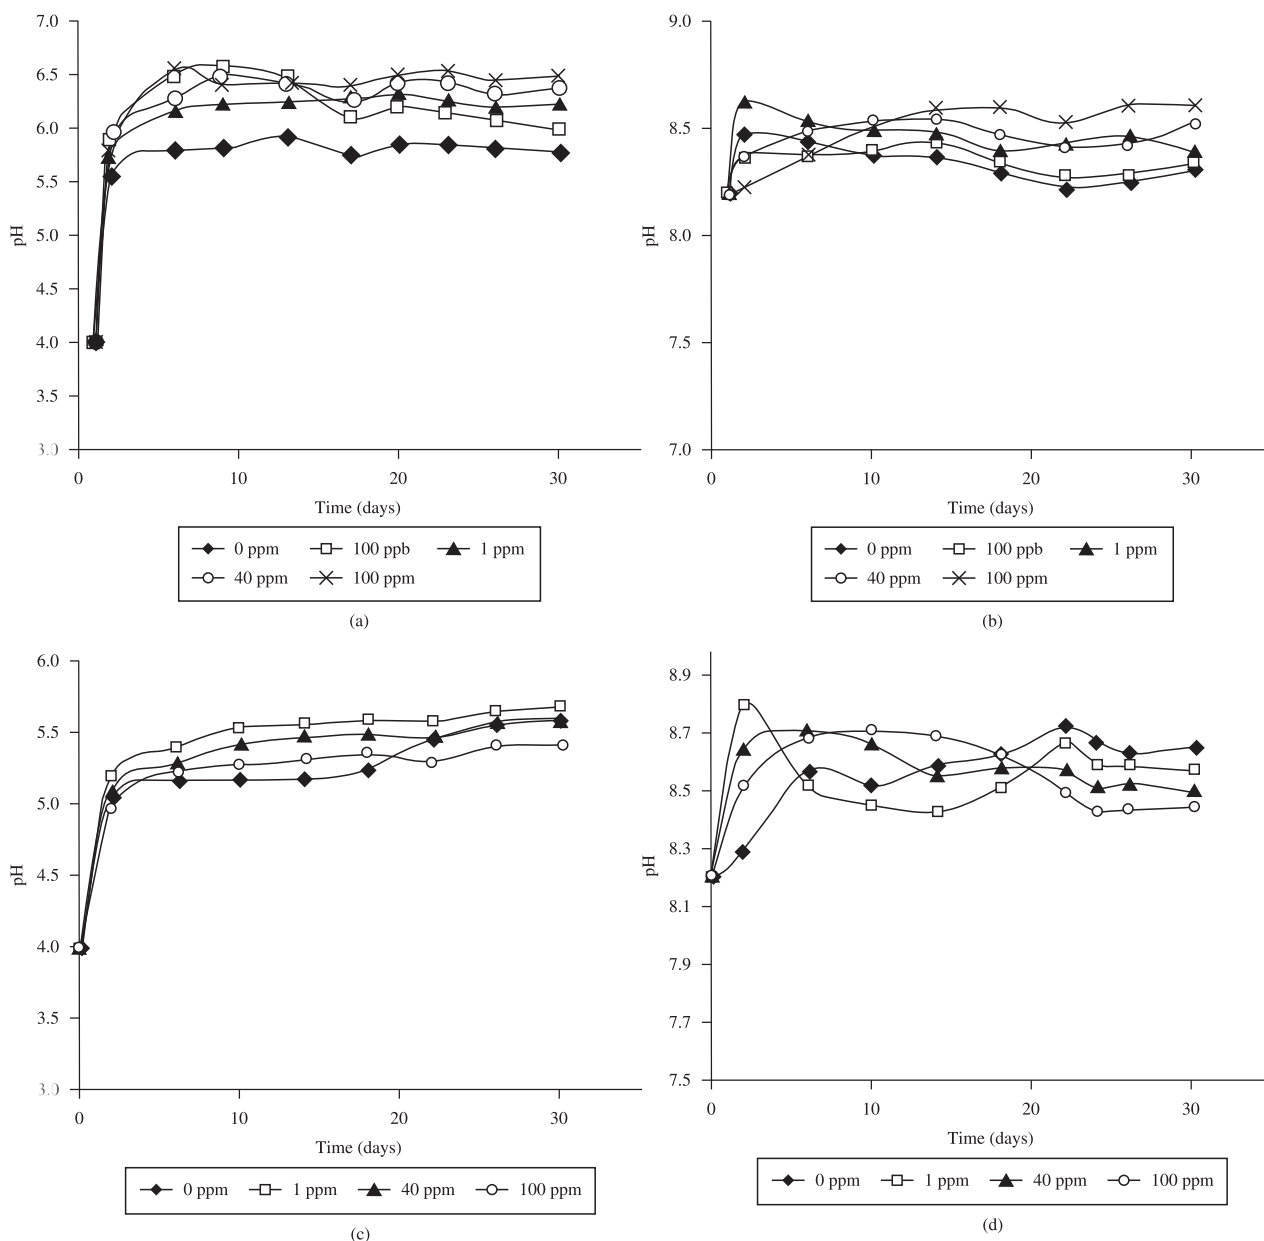 7.0
6.5
6.0
5.5
5.0
4.5
4.0
3.5
3.0
pH
0
10
20
30
Time (days)
0 ppm
100 ppb
1 ppm
40 ppm
100 ppm
(a)
9.0
8.5
8.0
7.5
7.0
pH
0
10
20
30
Time (days)
0 ppm
100 ppb
1 ppm
40 ppm
100 ppm
(b)
6.0
5.5
5.0
4.5
4.0
3.5
3.0
pH
0
10
20
30
Time (days)
0 ppm
1 ppm
40 ppm
100 ppm
(c)
8.9
8.7
8.5
8.3
8.1
7.9
7.7
7.5
pH
0
10
20
30
Time (days)
0 ppm
1 ppm
40 ppm
100 ppm
(d)